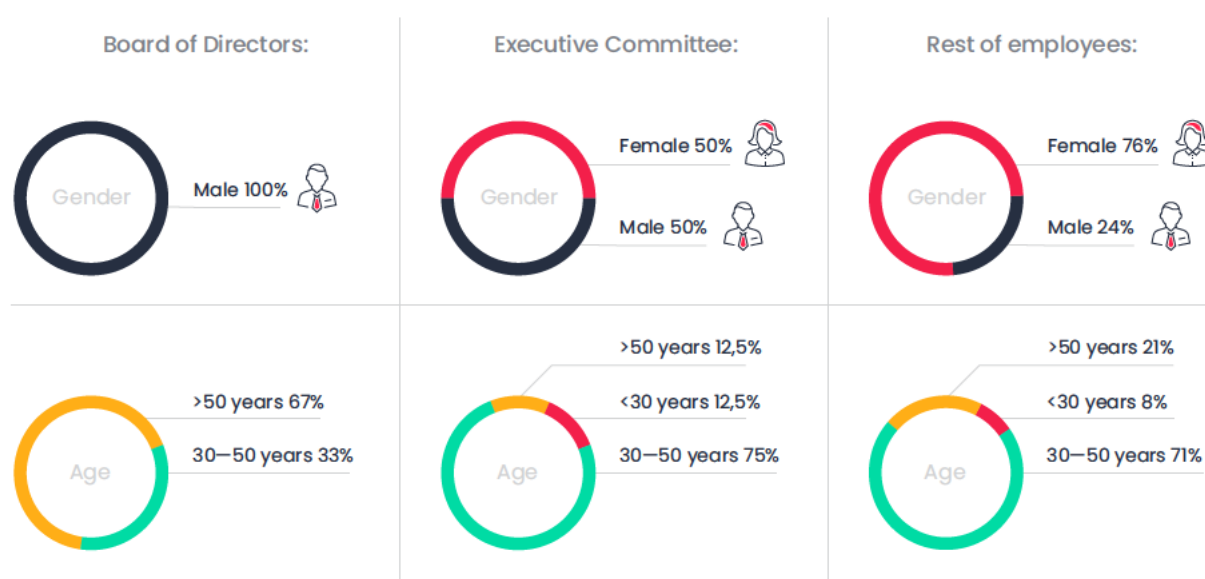 Board of Directors:
Executive Committee:
Rest of employees:
Gender
Male 100%
Gender
Female 50%
Male 50%
Gender
Female 76%
Male 24%
Age
>50 years 67%
30—50 years 33%
Age
>50 years 12,5%
<30 years 12,5%
30—50 years 75%
Age
>50 years 21%
<30 years 8%
30—50 years 71%